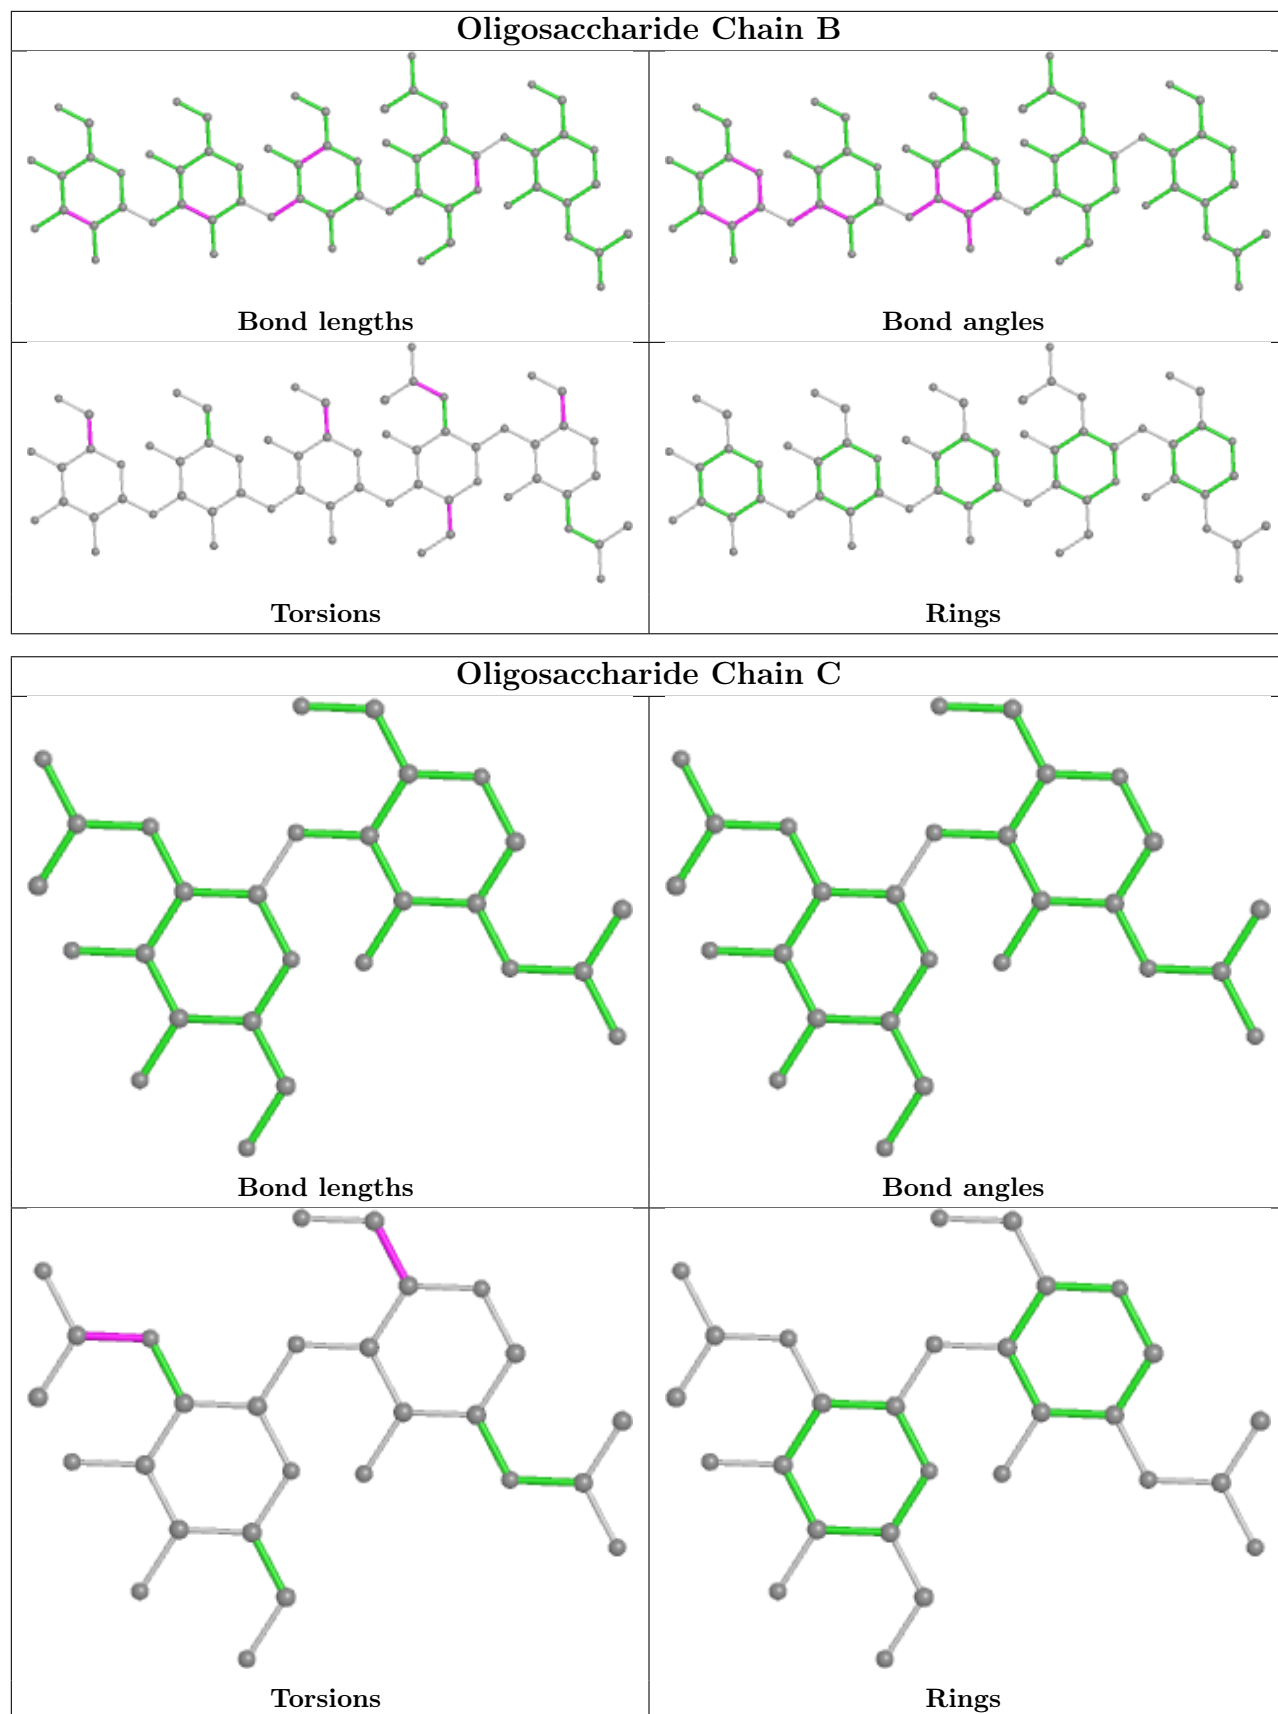 Oligosaccharide Chain B
Bond lengths
Bond angles
Torsions
Rings
Oligosaccharide Chain C
Bond lengths
Bond angles
Torsions
Rings